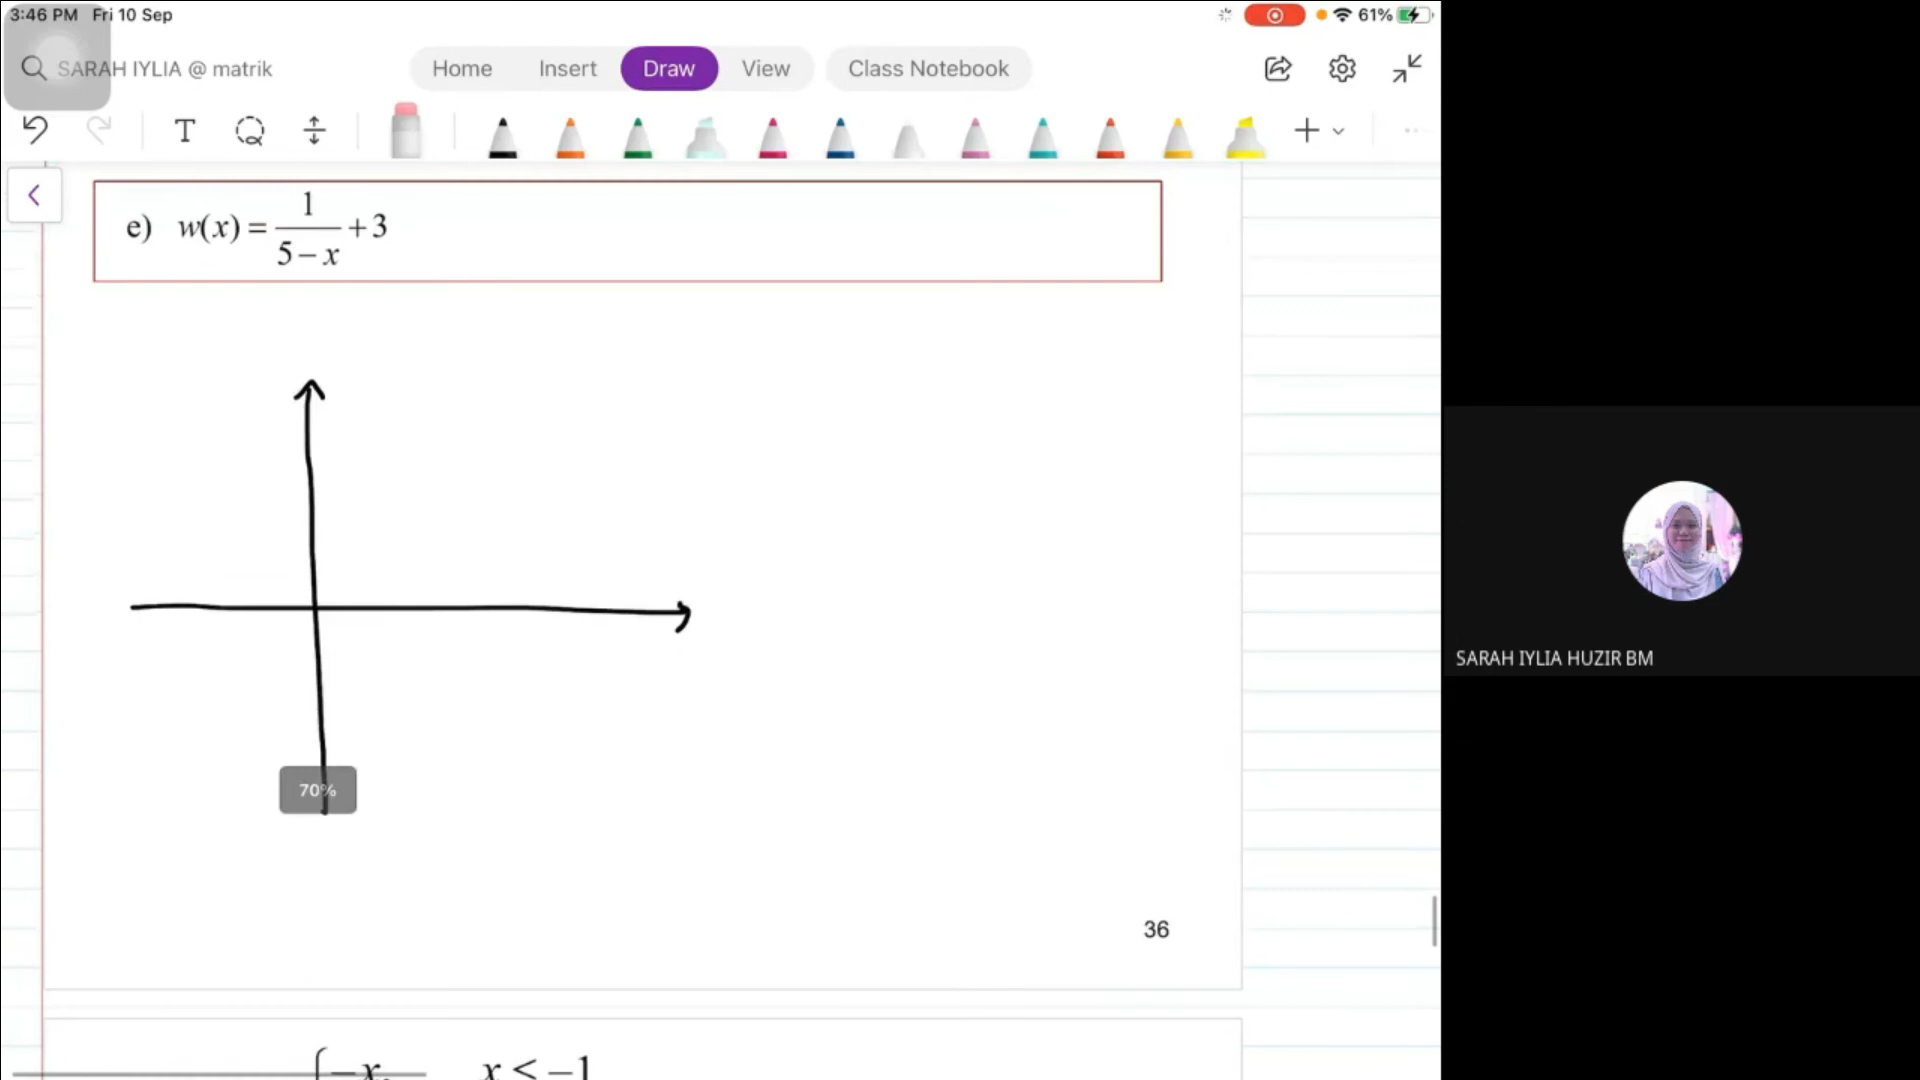 3:46 PM Fri 10 Sep 61%
SARAH IYLIA @ matrik Home Insert Draw View Class Notebook
T
e) w(x) = 1/(5 − x) + 3
70%
36
−x, x < −1
SARAH IYLIA HUZIR BM